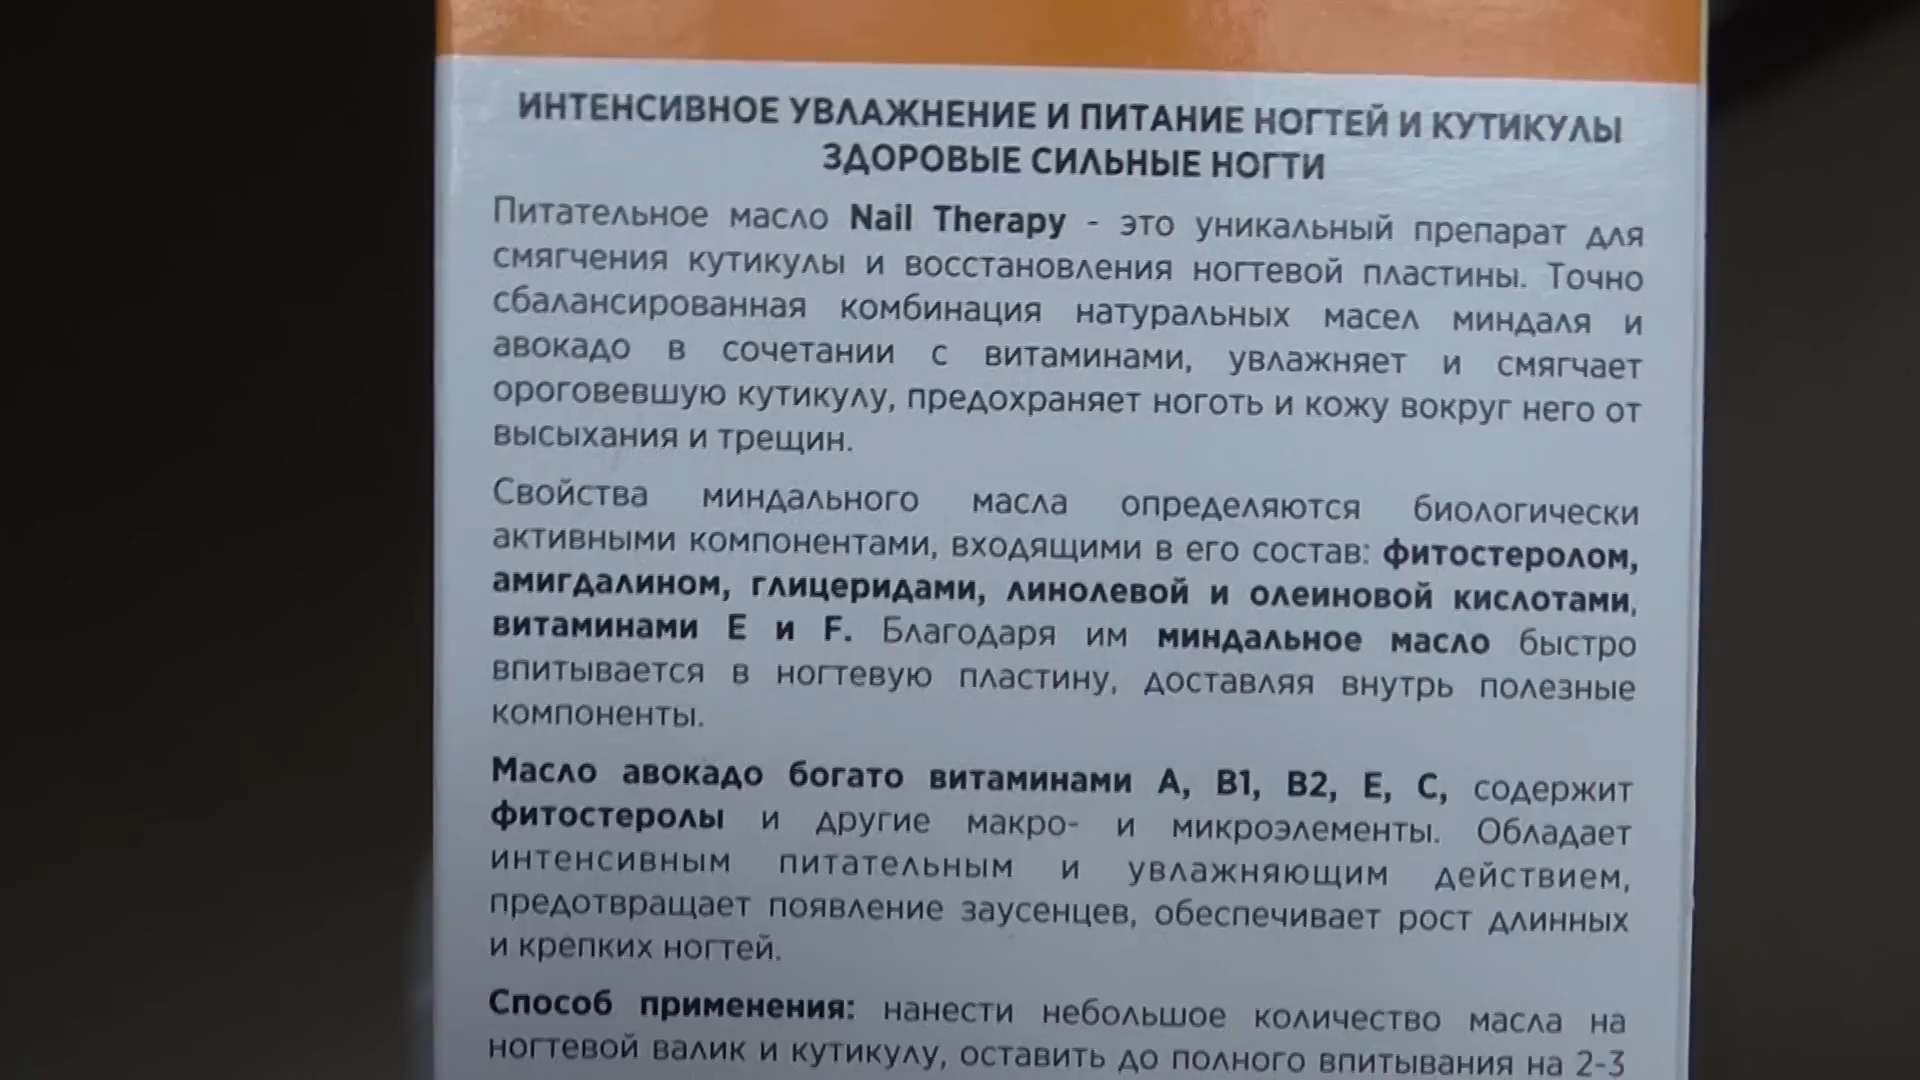 ИНТЕНСИВНОЕ УВЛАЖНЕНИЕ И ПИТАНИЕ НОГТЕЙ И КУТИКУЛЫ
ЗДОРОВЫЕ СИЛЬНЫЕ НОГТИ
Питательное масло Nail Therapy - это уникальный препарат для
смягчения кутикулы и восстановления ногтевой пластины. Точно
сбалансированная комбинация натуральных масел миндаля и
авокадо в сочетании с витаминами, увлажняет и смягчает
ороговевшую кутикулу, предохраняет ноготь и кожу вокруг него от
высыхания и трещин.
Свойства миндального масла определяются биологически
активными компонентами, входящими в его состав: фитостеролом,
амигдалином, глицеридами, линолевой и олеиновой кислотами,
витаминами Е и F. Благодаря им миндальное масло быстро
впитывается в ногтевую пластину, доставляя внутрь полезные
компоненты.
Масло авокадо богато витаминами А, В1, В2, Е, С, содержит
фитостеролы и другие макро- и микроэлементы. Обладает
интенсивным питательным и увлажняющим действием,
предотвращает появление заусенцев, обеспечивает рост длинных
и крепких ногтей.
Способ применения: нанести небольшое количество масла на
ногтевой валик и кутикулу, оставить до полного впитывания на 2-3